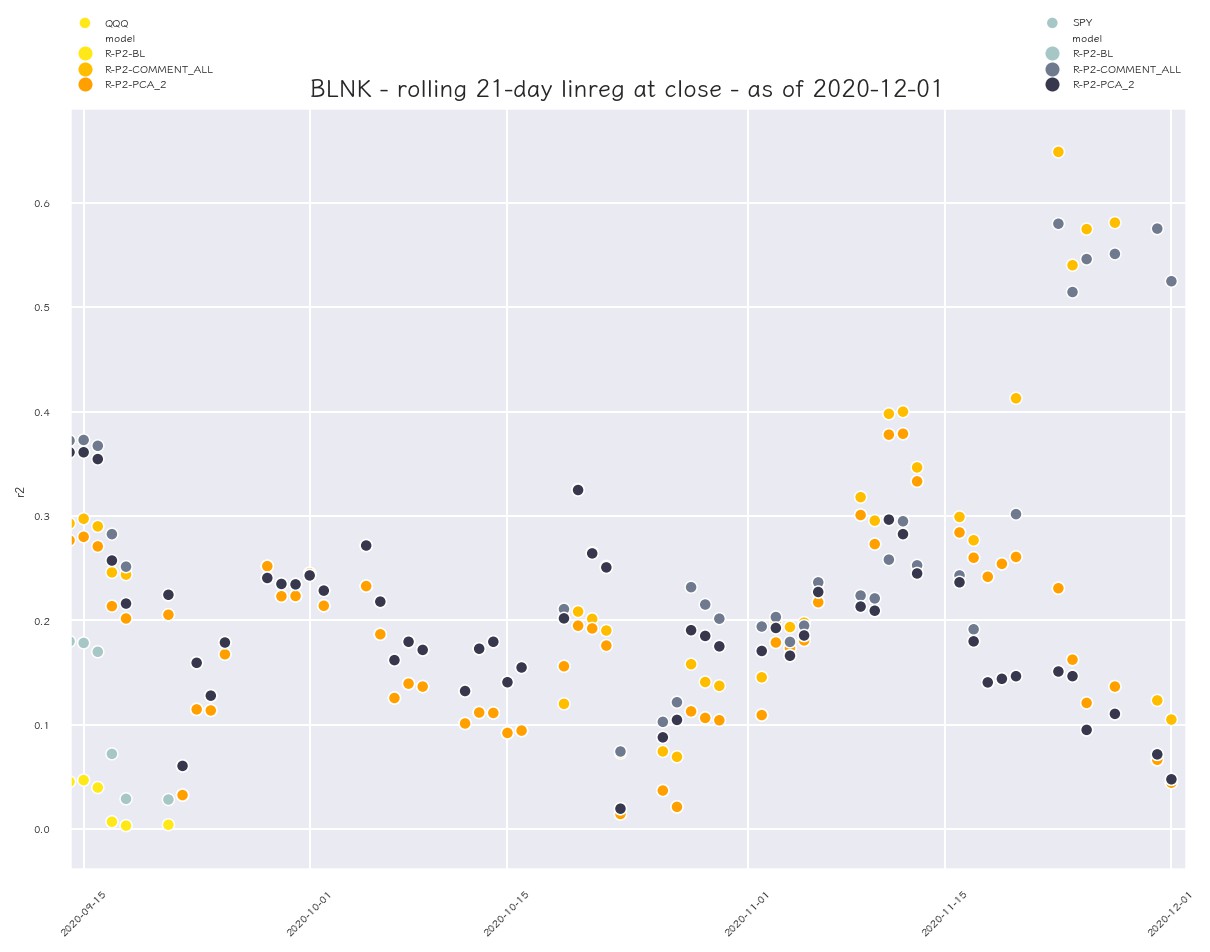 QQQ
model
R-P2-BL
R-P2-COMMENT_ALL
R-P2-PCA_2
SPY
model
R-P2-BL
R-P2-COMMENT_ALL
R-P2-PCA_2
BLNK - rolling 21-day linreg at close - as of 2020-12-01
r2
0.6
0.5
0.4
0.3
0.2
0.1
0.0
2020-09-15
2020-10-01
2020-10-15
2020-11-01
2020-11-15
2020-12-01